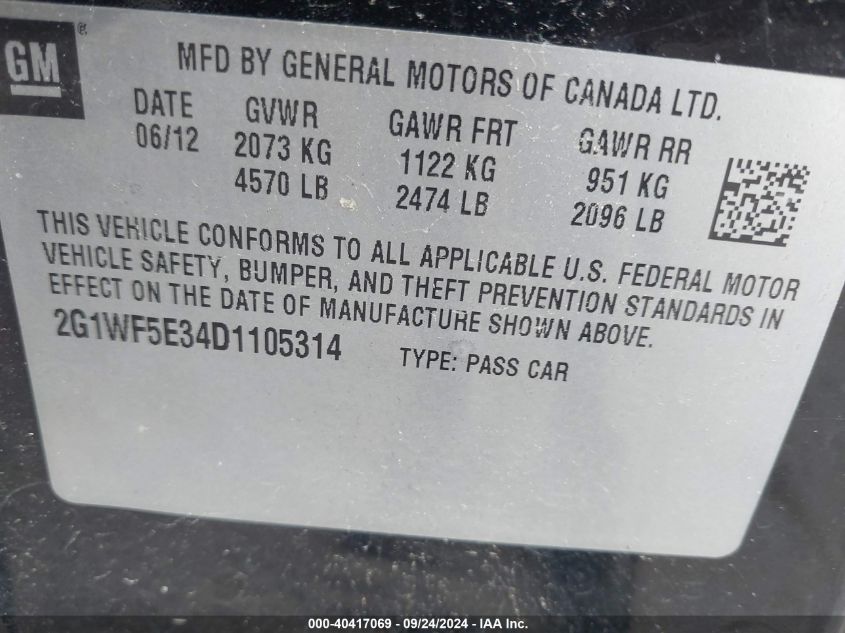 GM®
MFD BY GENERAL MOTORS OF CANADA LTD.
DATE GVWR GAWR FRT GAWR RR
06/12 2073 KG 1122 KG 951 KG
4570 LB 2474 LB 2096 LB
THIS VEHICLE CONFORMS TO ALL APPLICABLE U.S. FEDERAL MOTOR
VEHICLE SAFETY, BUMPER, AND THEFT PREVENTION STANDARDS IN
EFFECT ON THE DATE OF MANUFACTURE SHOWN ABOVE.
2G1WF5E34D1105314 TYPE: PASS CAR
000-40417069 - 09/24/2024 - IAA Inc.